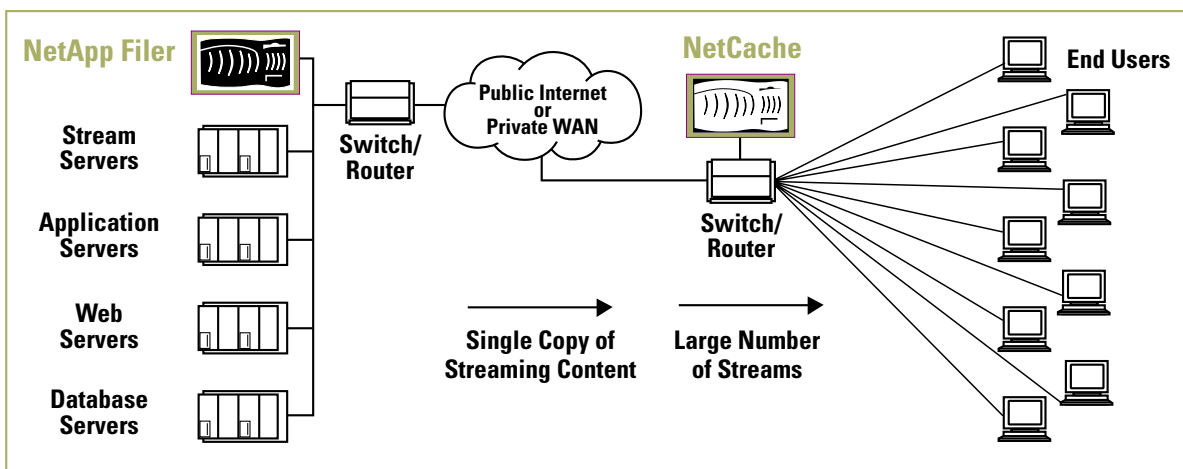 NetApp Filer
Stream
Servers
Application
Servers
Web
Servers
Database
Servers
Switch/
Router
Public Internet
or
Private WAN
NetCache
Switch/
Router
End Users
Single Copy of
Streaming Content
Large Number
of Streams